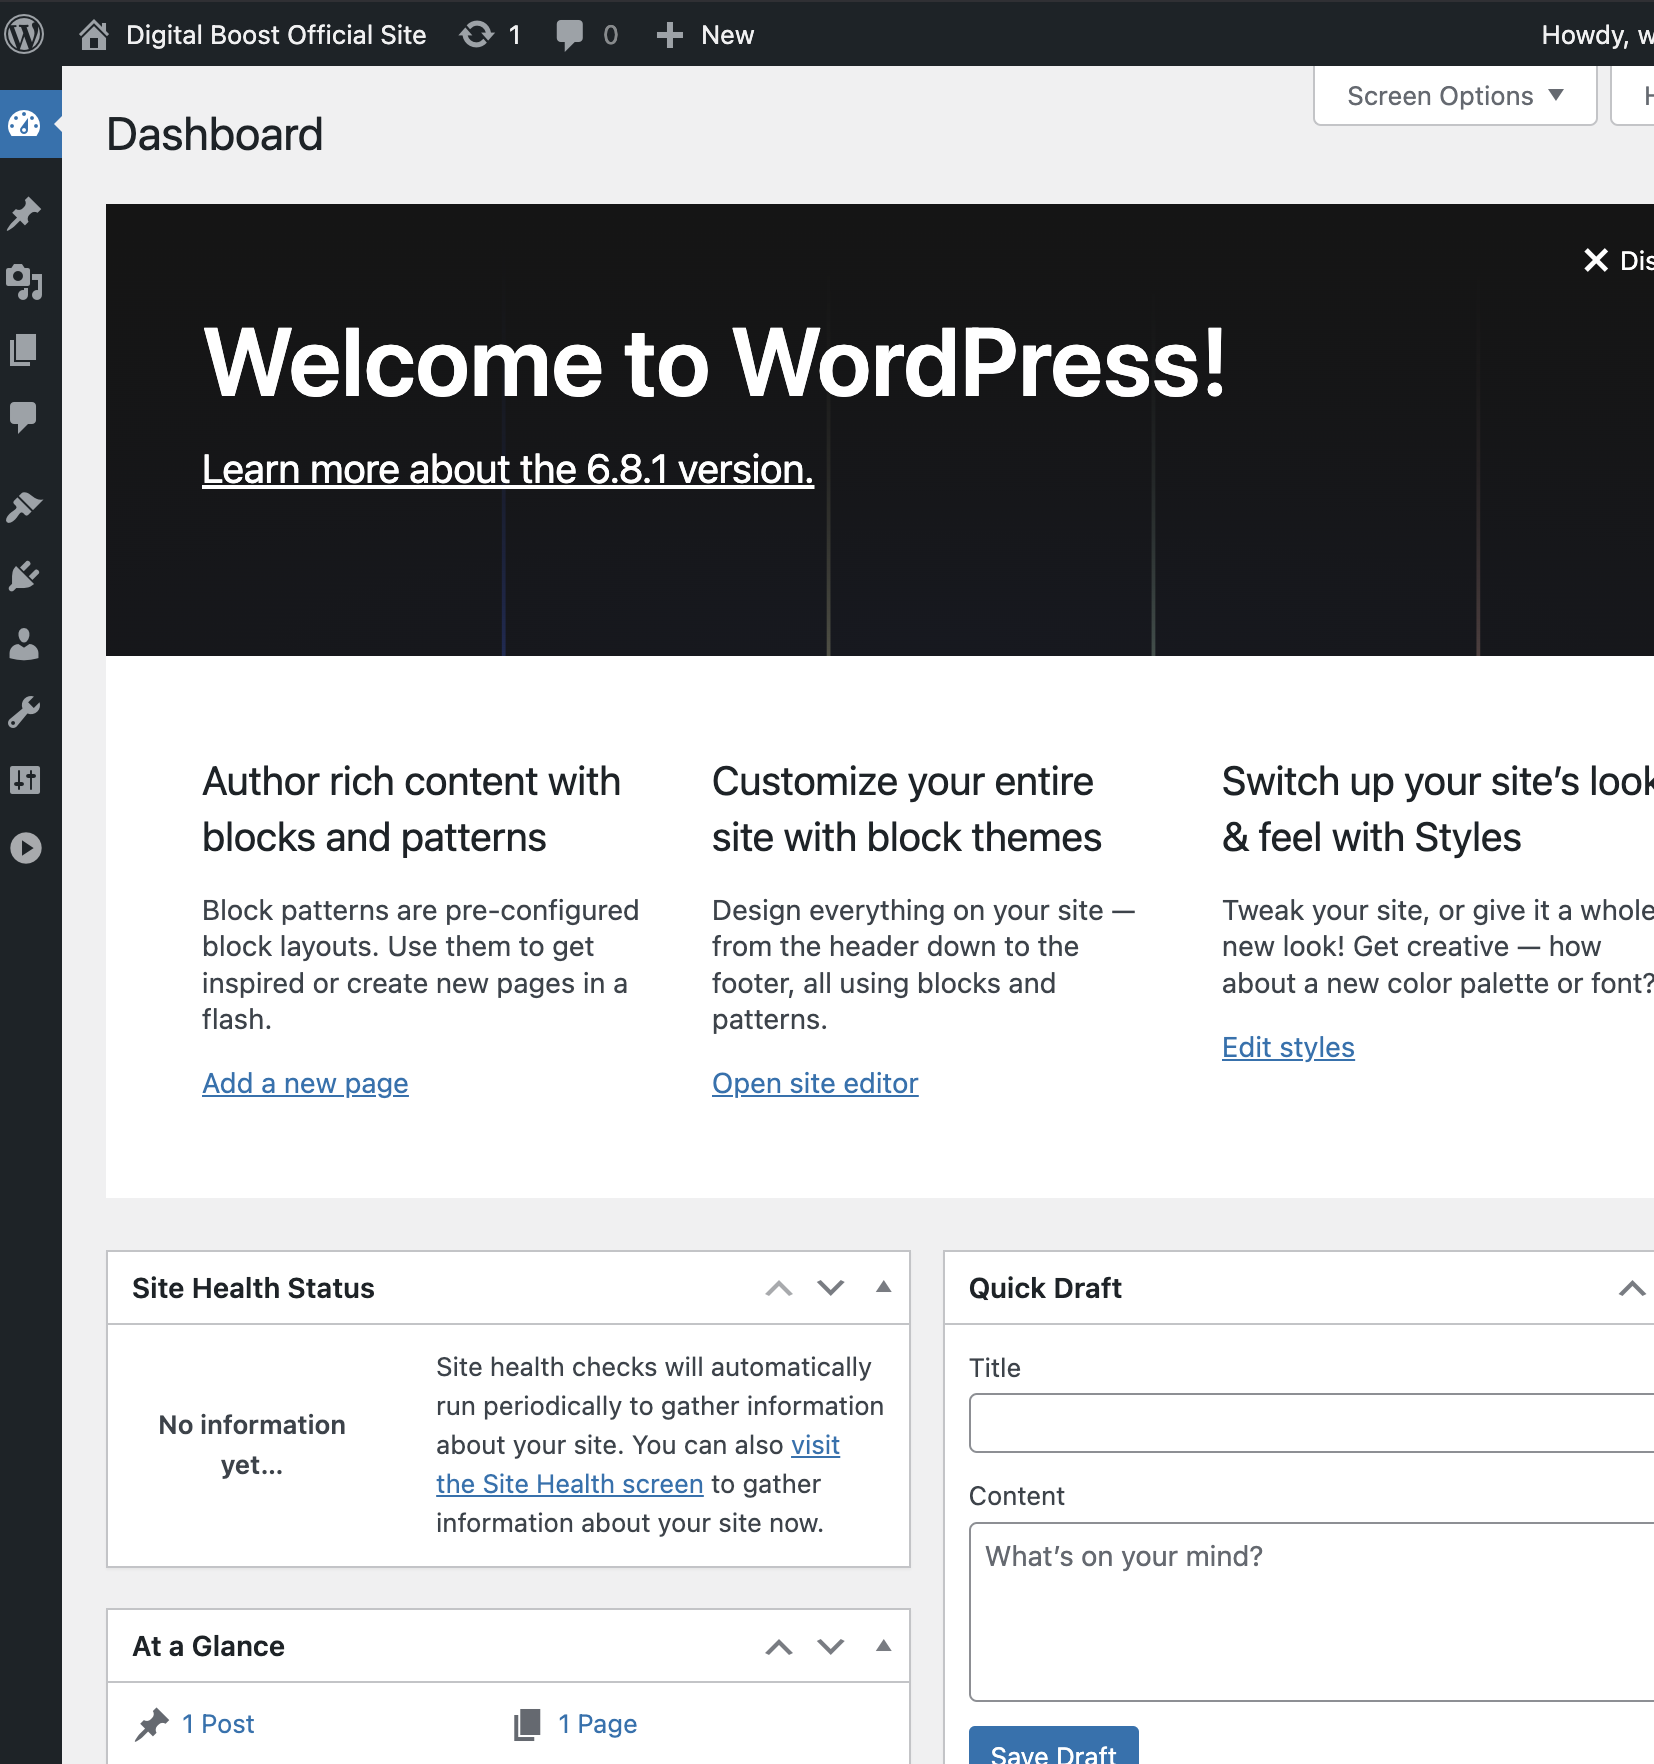 Digital Boost Official Site 1 0 New Howdy,
Screen Options
Dashboard
Welcome to WordPress!
Learn more about the 6.8.1 version.
Author rich content with
blocks and patterns
Block patterns are pre-configured
block layouts. Use them to get
inspired or create new pages in a
flash.
Add a new page
Customize your entire
site with block themes
Design everything on your site —
from the header down to the
footer, all using blocks and
patterns.
Open site editor
Switch up your site’s look
& feel with Styles
Tweak your site, or give it a whole
new look! Get creative — how
about a new color palette or font?
Edit styles
Site Health Status
No information
yet...
Site health checks will automatically
run periodically to gather information
about your site. You can also visit
the Site Health screen to gather
information about your site now.
At a Glance
1 Post
1 Page
Quick Draft
Title
Content
What’s on your mind?
Save Draft